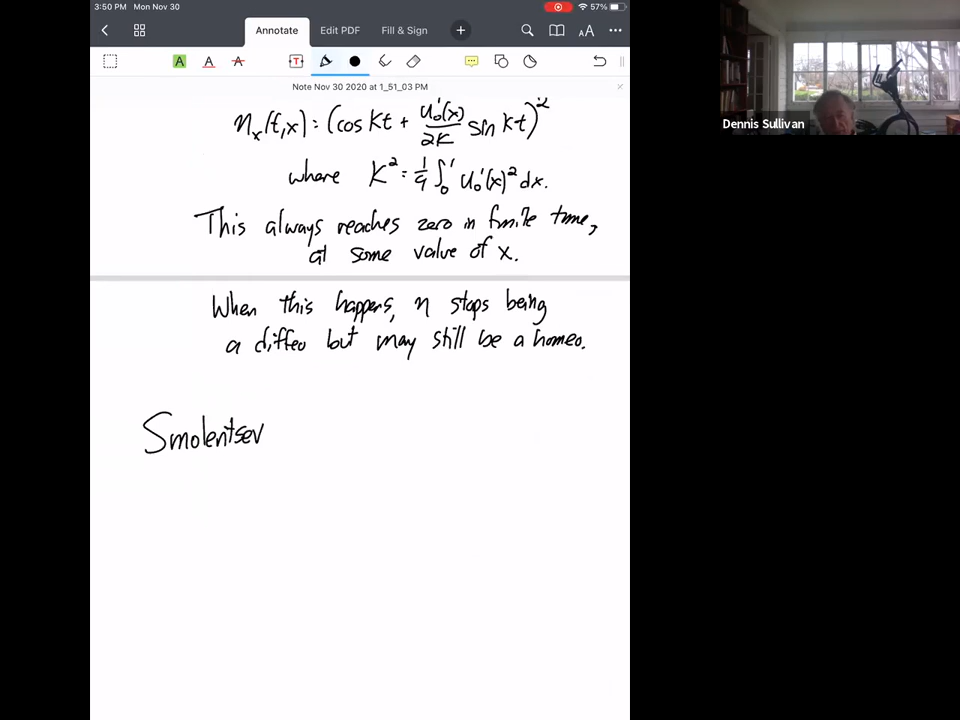 3:50 PM Mon Nov 30
57%
Annotate Edit PDF Fill & Sign
Note Nov 30 2020 at 1_51_03 PM
η_x(t,x) = (cos kt + u₀'(x)/2k sin kt)²
where k² = 1/4 ∫₀¹ u₀'(x)² dx.
This always reaches zero in finite time,
at some value of x.
When this happens, η stops being
a diffeo but may still be a homeo.
Smolentsev
Dennis Sullivan